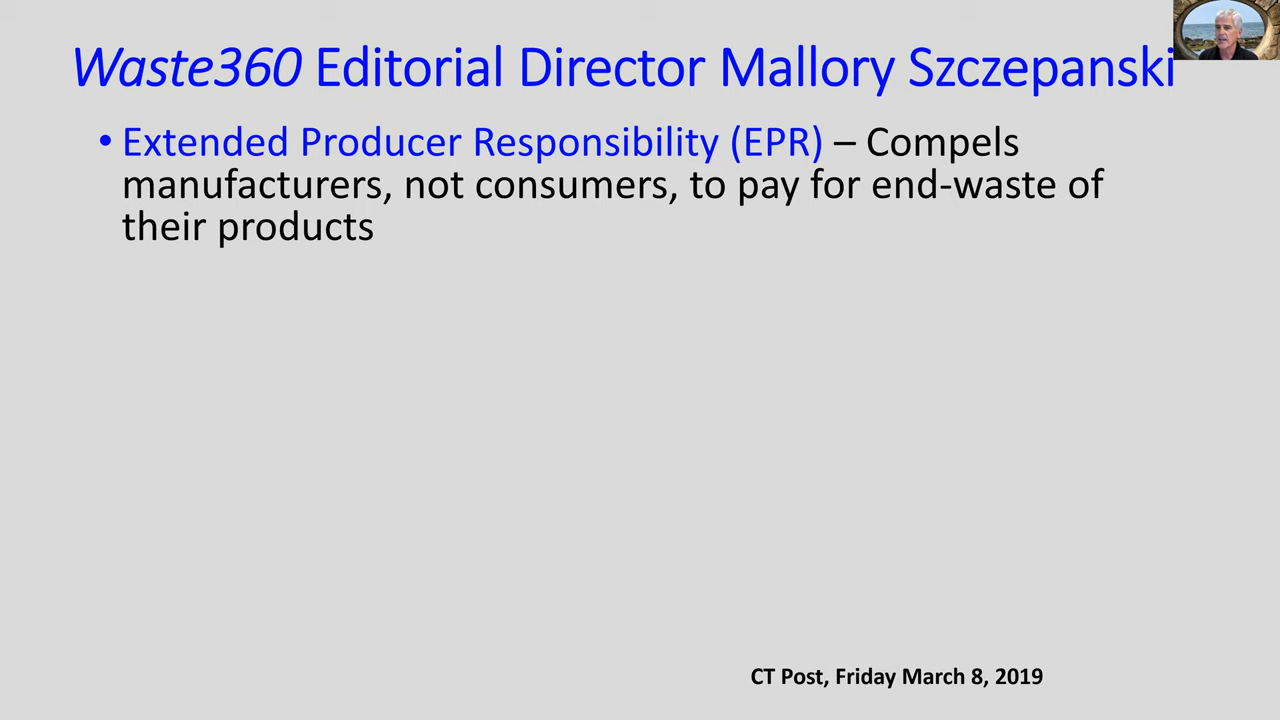 Waste360 Editorial Director Mallory Szczepanski
• Extended Producer Responsibility (EPR) – Compels
manufacturers, not consumers, to pay for end-waste of
their products
CT Post, Friday March 8, 2019